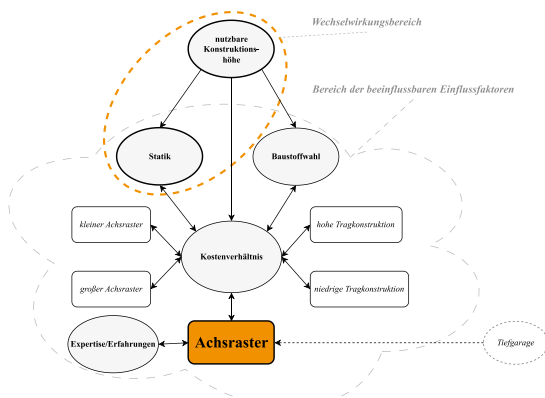 Wechselwirkungsbereich
nutzbare
Konstruktions-
höhe
Bereich der beeinflussbaren Einflussfaktoren
Statik
Baustoffwahl
kleiner Achsraster
hohe Tragkonstruktion
Kostenverhältnis
großer Achsraster
niedrige Tragkonstruktion
Expertise/Erfahrungen
Achsraster
Tiefgarage